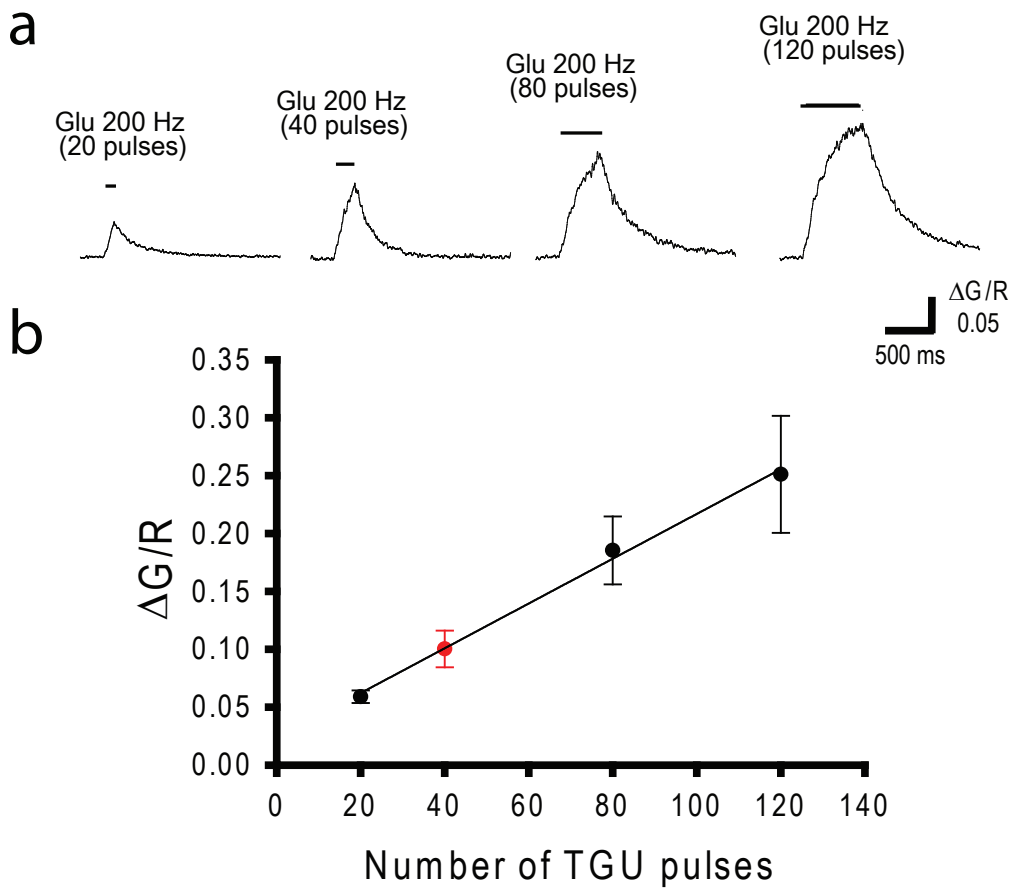 a
Glu 200 Hz
(20 pulses)
Glu 200 Hz
(40 pulses)
Glu 200 Hz
(80 pulses)
Glu 200 Hz
(120 pulses)
ΔG/R
0.05
500 ms
b
0.35
0.30
0.25
0.20
0.15
0.10
0.05
0.00
ΔG/R
0 20 40 60 80 100 120 140
Number of TGU pulses